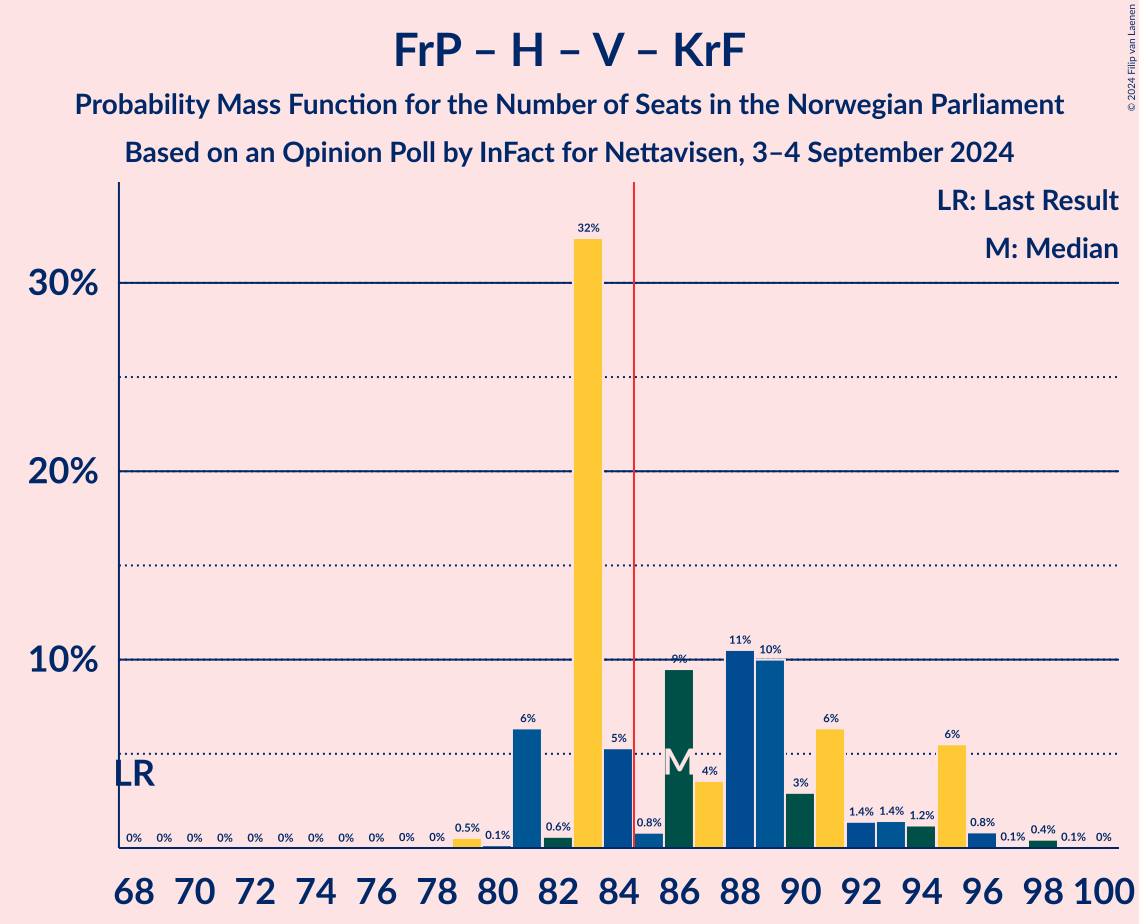 FrP – H – V – KrF
Probability Mass Function for the Number of Seats in the Norwegian Parliament
Based on an Opinion Poll by InFact for Nettavisen, 3–4 September 2024
© 2024 Filip van Laenen
LR: Last Result
M: Median
30%
20%
10%
LR
M
0% 0% 0% 0% 0% 0% 0% 0% 0% 0% 0% 0.5% 0.1% 6% 0.6% 32% 5% 0.8% 9% 4% 11% 10% 3% 6% 1.4% 1.4% 1.2% 6% 0.8% 0.1% 0.4% 0.1% 0%
68 70 72 74 76 78 80 82 84 86 88 90 92 94 96 98 100